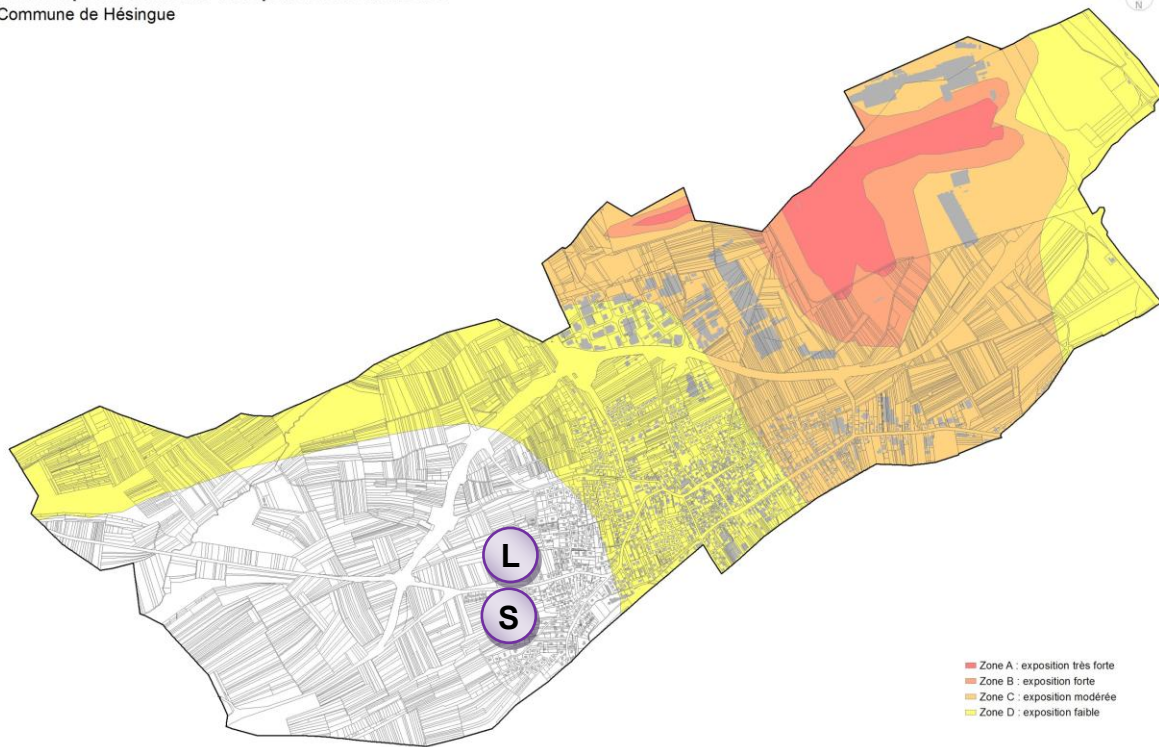 Commune de Hésingue
N
L
S
Zone A : exposition très forte
Zone B : exposition forte
Zone C : exposition modérée
Zone D : exposition faible